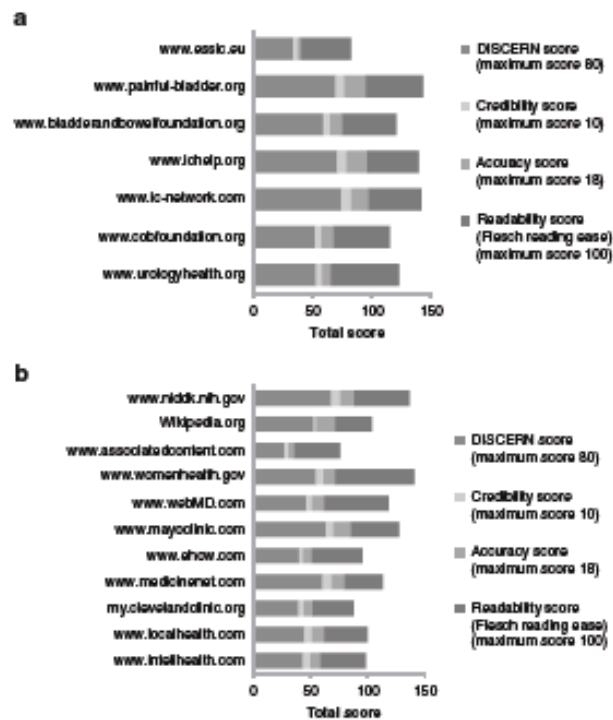 a
www.essic.eu
www.painful-bladder.org
www.bladderandbowelfoundation.org
www.ichelp.org
www.ic-network.com
www.cobfoundation.org
www.urologyhealth.org
0 50 100 150
Total score
DISCERN score
(maximum score 80)
Credibility score
(maximum score 10)
Accuracy score
(maximum score 18)
Readability score
(Flesch reading ease)
(maximum score 100)
b
www.niddk.nih.gov
Wikipedia.org
www.associatedcontent.com
www.womenhealth.gov
www.webMD.com
www.mayoclinic.com
www.ehow.com
www.medicinenet.com
my.clevelandclinic.org
www.localhealth.com
www.intelihealth.com
0 50 100 150
Total score
DISCERN score
(maximum score 80)
Credibility score
(maximum score 10)
Accuracy score
(maximum score 18)
Readability score
(Flesch reading ease)
(maximum score 100)